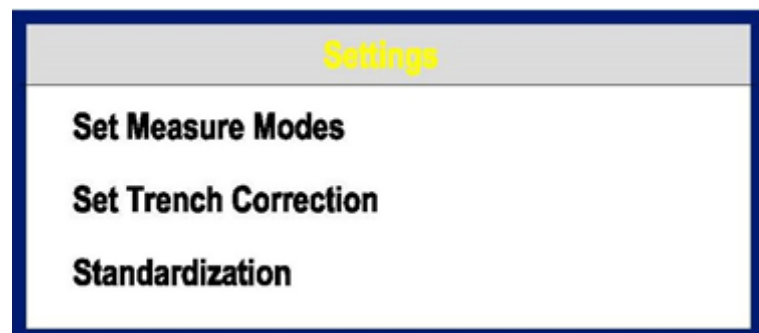 Settings
Set Measure Modes
Set Trench Correction
Standardization